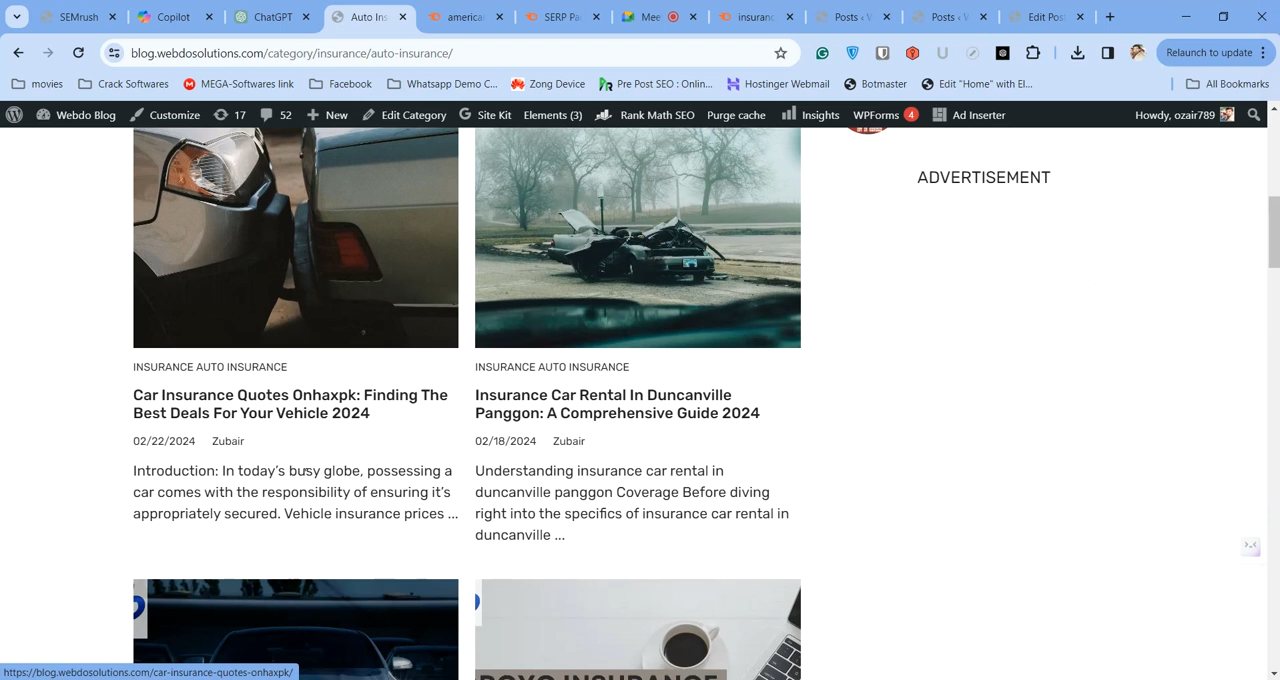 SEMrush
Copilot
ChatGPT
Auto Ins
american
SERP Pa
Mee
insuranc
Posts ‹ V
Posts ‹ W
Edit Post
blog.webdosolutions.com/category/insurance/auto-insurance/
Relaunch to update
movies
Crack Softwares
MEGA-Softwares link
Facebook
Whatsapp Demo C...
Zong Device
Pre Post SEO : Onlin...
Hostinger Webmail
Botmaster
Edit "Home" with El...
All Bookmarks
Webdo Blog
Customize
17
52
New
Edit Category
Site Kit
Elements (3)
Rank Math SEO
Purge cache
Insights
WPForms 4
Ad Inserter
Howdy, ozair789
ADVERTISEMENT
INSURANCE AUTO INSURANCE
Car Insurance Quotes Onhaxpk: Finding The
Best Deals For Your Vehicle 2024
02/22/2024 Zubair
Introduction: In today's busy globe, possessing a
car comes with the responsibility of ensuring it's
appropriately secured. Vehicle insurance prices ...
INSURANCE AUTO INSURANCE
Insurance Car Rental In Duncanville
Panggon: A Comprehensive Guide 2024
02/18/2024 Zubair
Understanding insurance car rental in
duncanville panggon Coverage Before diving
right into the specifics of insurance car rental in
duncanville ...
https://blog.webdosolutions.com/car-insurance-quotes-onhaxpk/